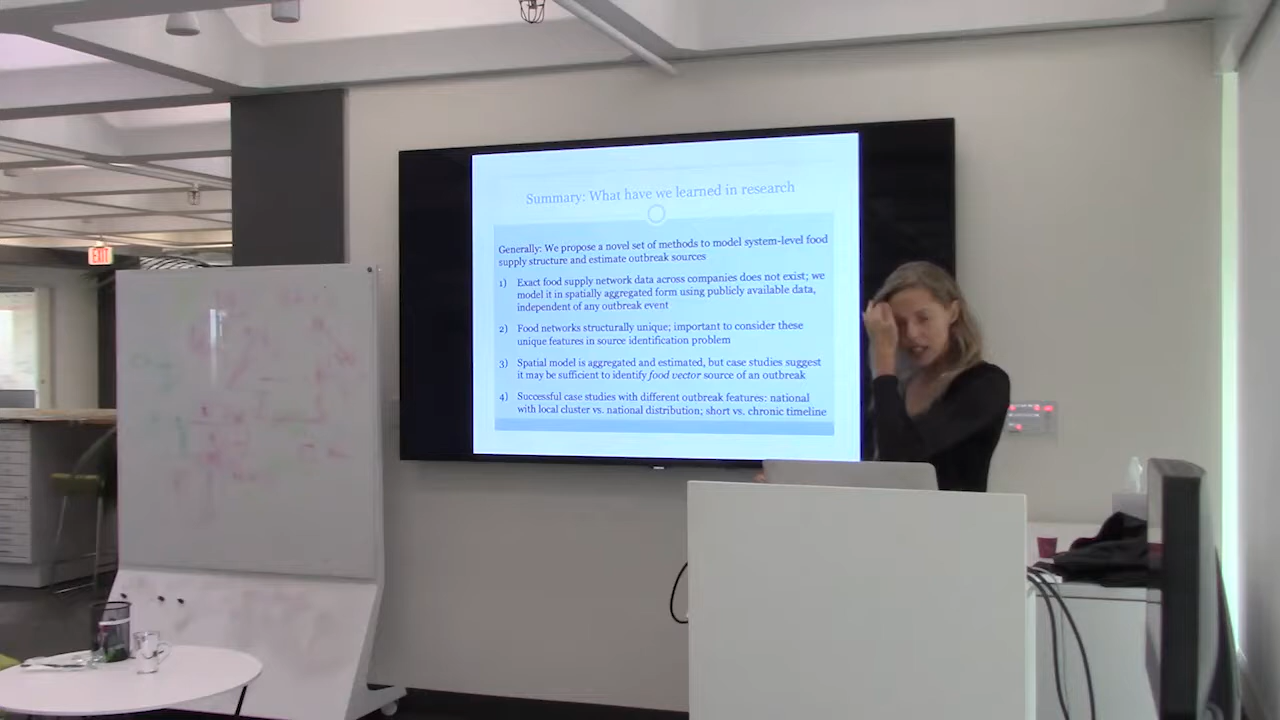 EXIT
Summary: What have we learned in research
Generally: We propose a novel set of methods to model system-level food
supply structure and estimate outbreak sources
1) Exact food supply network data across companies does not exist; we
model it in spatially aggregated form using publicly available data,
independent of any outbreak event
2) Food networks structurally unique; important to consider these
unique features in source identification problem
3) Spatial model is aggregated and estimated, but case studies suggest
it may be sufficient to identify food vector source of an outbreak
4) Successful case studies with different outbreak features: national
with local cluster vs. national distribution; short vs. chronic timeline